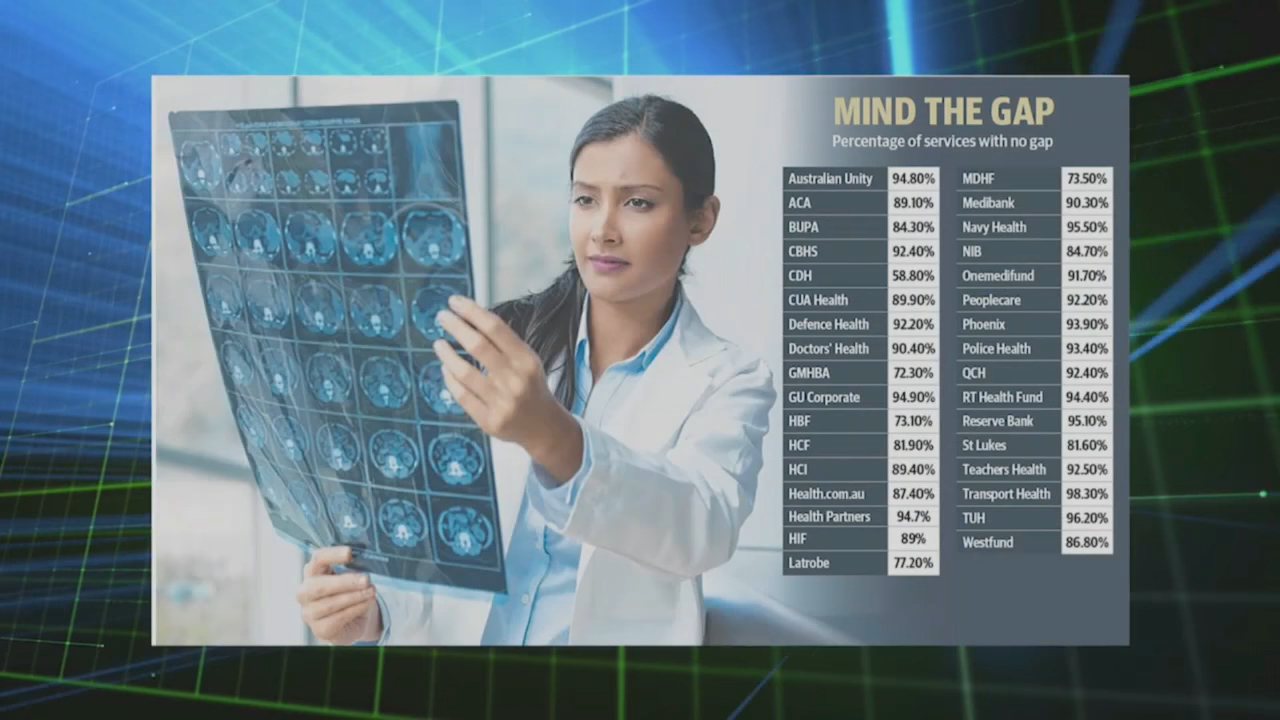 MIND THE GAP
Percentage of services with no gap
Australian Unity 94.80%
ACA 89.10%
BUPA 84.30%
CBHS 92.40%
CDH 58.80%
CUA Health 89.90%
Defence Health 92.20%
Doctors' Health 90.40%
GMHBA 72.30%
GU Corporate 94.90%
HBF 73.10%
HCF 81.90%
HCI 89.40%
Health.com.au 87.40%
Health Partners 94.7%
HIF 89%
Latrobe 77.20%
MDHF 73.50%
Medibank 90.30%
Navy Health 95.50%
NIB 84.70%
Onemedifund 91.70%
Peoplecare 92.20%
Phoenix 93.90%
Police Health 93.40%
QCH 92.40%
RT Health Fund 94.40%
Reserve Bank 95.10%
St Lukes 81.60%
Teachers Health 92.50%
Transport Health 98.30%
TUH 96.20%
Westfund 86.80%